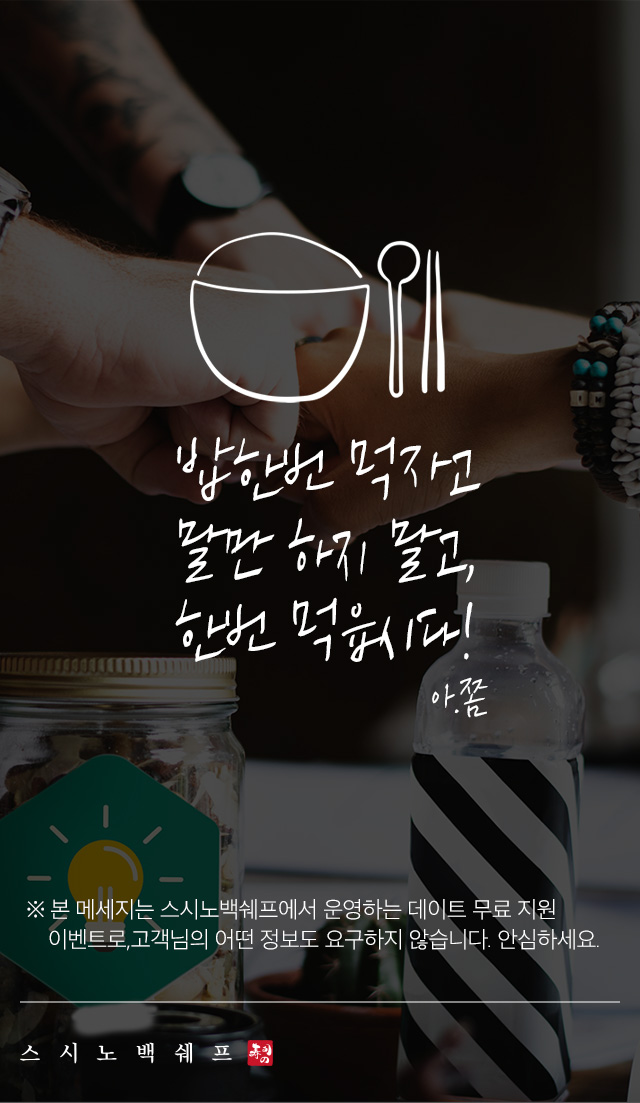 밥한번 먹자고
말만 하지 말고,
한번 먹읍시다!
아.쫌
※ 본 메세지는 스시노백쉐프에서 운영하는 데이트 무료 지원
이벤트로,고객님의 어떤 정보도 요구하지 않습니다. 안심하세요.
스시노백쉐프